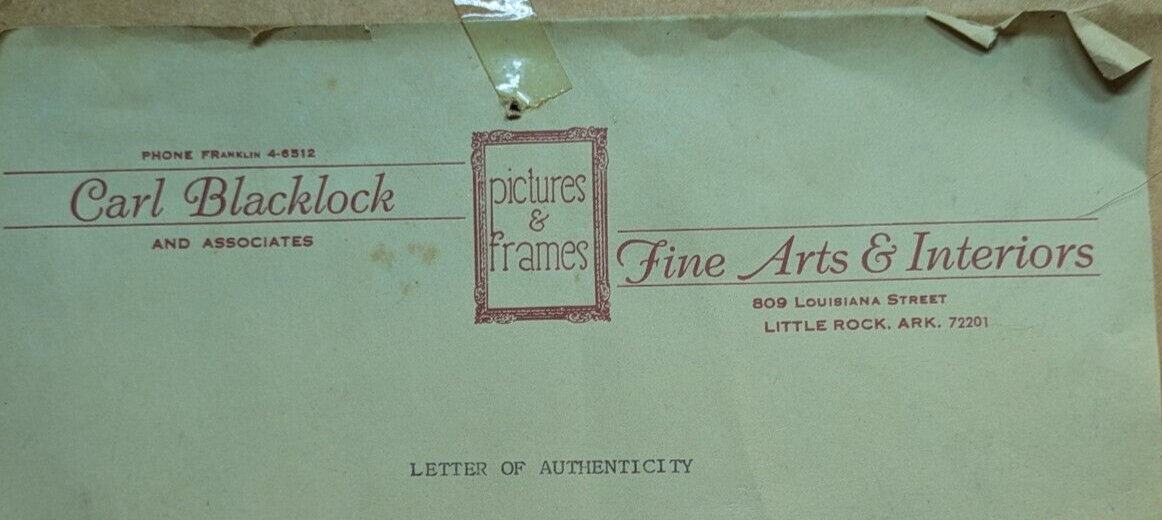 PHONE FRANKLIN 4-6512
Carl Blacklock
AND ASSOCIATES
pictures
&
frames
Fine Arts & Interiors
809 LOUISIANA STREET
LITTLE ROCK, ARK. 72201
LETTER OF AUTHENTICITY